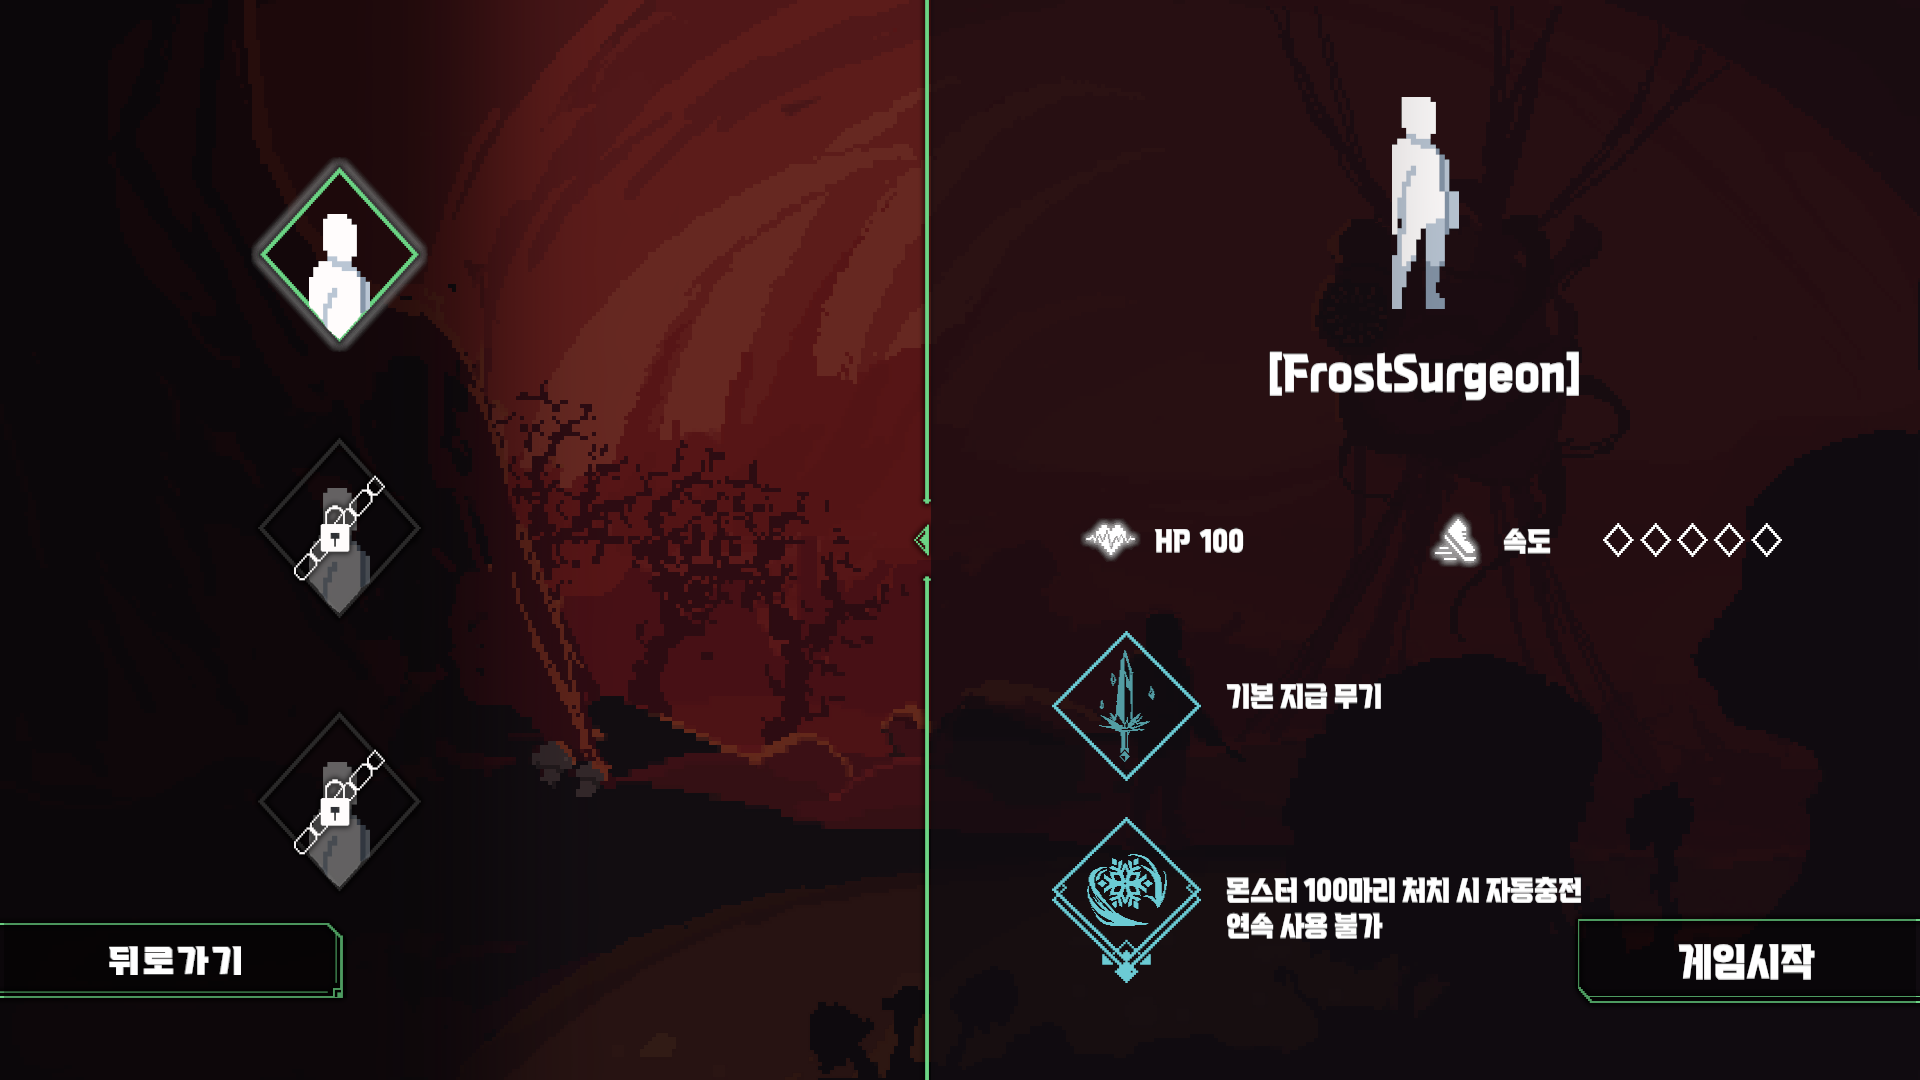 [FrostSurgeon]
HP 100
속도
기본 지급 무기
몬스터 100마리 처치 시 자동충전
연속 사용 불가
뒤로가기
게임시작